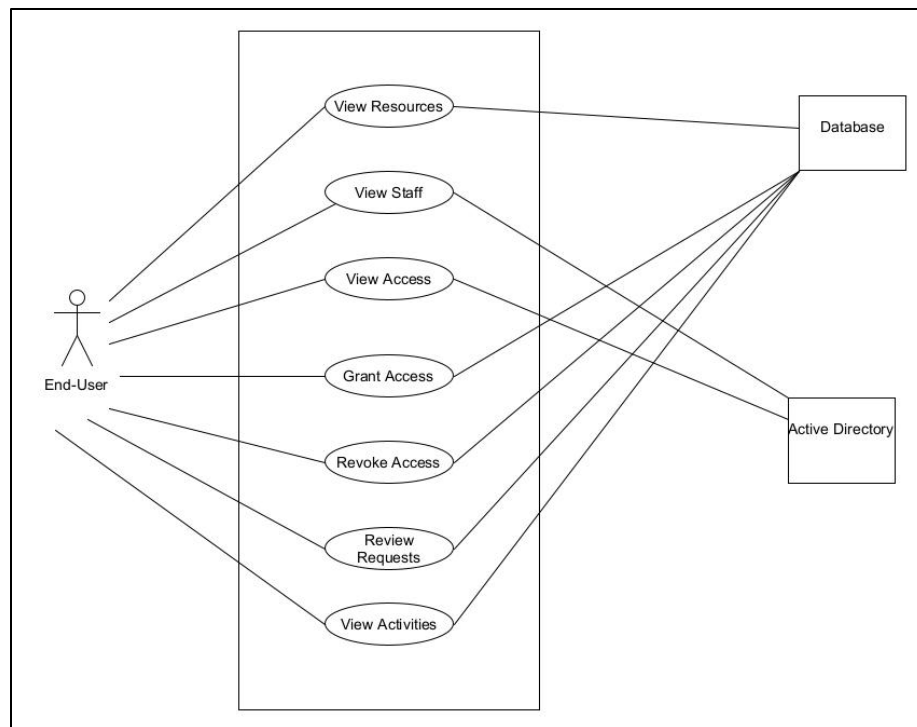 View Resources
Database
View Staff
View Access
End-User
Grant Access
Active Directory
Revoke Access
Review
Requests
View Activities